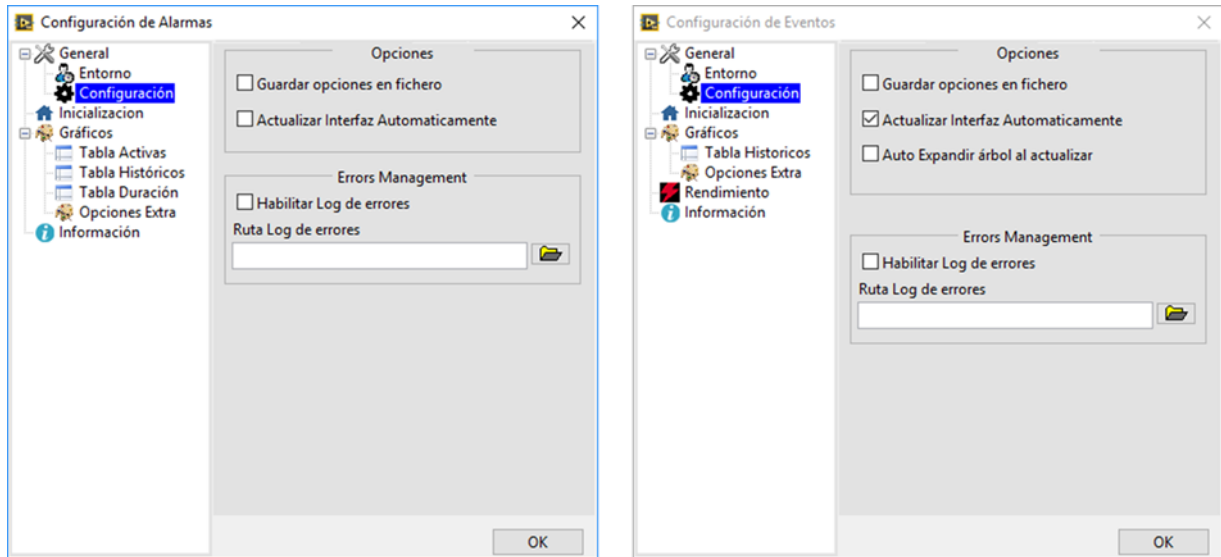 Configuración de Alarmas
General
Entorno
Configuración
Inicializacion
Gráficos
Tabla Activas
Tabla Históricos
Tabla Duración
Opciones Extra
Información
Opciones
Guardar opciones en fichero
Actualizar Interfaz Automaticamente
Errors Management
Habilitar Log de errores
Ruta Log de errores
OK
Configuración de Eventos
General
Entorno
Configuración
Inicializacion
Gráficos
Tabla Historicos
Opciones Extra
Rendimiento
Información
Opciones
Guardar opciones en fichero
Actualizar Interfaz Automaticamente
Auto Expandir árbol al actualizar
Errors Management
Habilitar Log de errores
Ruta Log de errores
OK